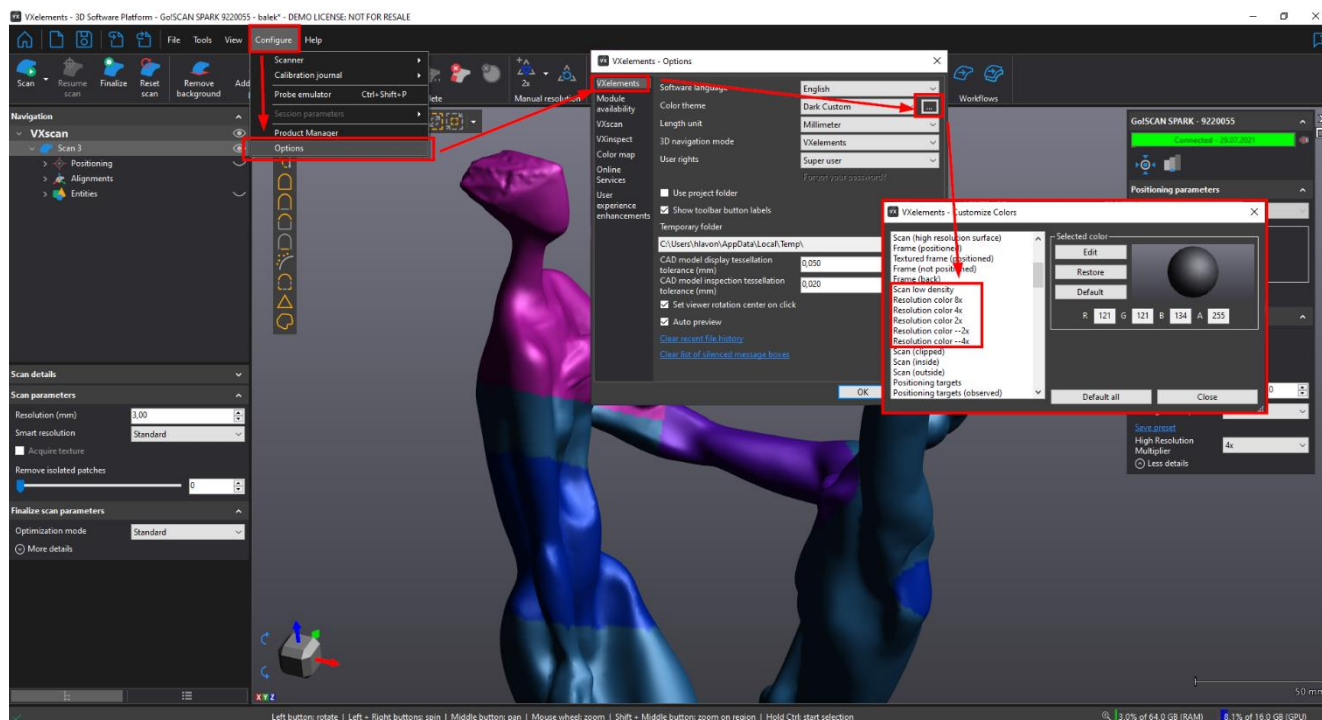 VXelements - 3D Software Platform - Go!SCAN SPARK 9220055 - balek* - DEMO LICENSE: NOT FOR RESALE
File Tools View Configure Help
Scan
Resume scan
Finalize
Reset scan
Remove background
Add
Scanner
Calibration journal
Probe emulator Ctrl+Shift+P
Session parameters
Product Manager
Options
2x
Manual resolution
Workflows
Navigation
VXscan
Scan 3
Positioning
Alignments
Entities
Scan details
Scan parameters
Resolution (mm) 3,00
Smart resolution Standard
Acquire texture
Remove isolated patches
0
Finalize scan parameters
Optimization mode Standard
More details
VXelements - Options
VXelements
Module availability
VXscan
VXinspect
Color map
Online Services
User experience enhancements
Software language English
Color theme Dark Custom ...
Length unit Millimeter
3D navigation mode VXelements
User rights Super user
Forgot your password?
Use project folder
Show toolbar button labels
Temporary folder
C:\Users\hlavon\AppData\Local\Temp\
CAD model display tessellation tolerance (mm) 0,050
CAD model inspection tessellation tolerance (mm) 0,020
Set viewer rotation center on click
Auto preview
Clear recent file history
Clear list of silenced message boxes
OK
VXelements - Customize Colors
Scan (high resolution surface)
Frame (positioned)
Textured frame (positioned)
Frame (not positioned)
Frame (back)
Scan low density
Resolution color 8x
Resolution color 4x
Resolution color 2x
Resolution color --2x
Resolution color --4x
Scan (clipped)
Scan (inside)
Scan (outside)
Positioning targets
Positioning targets (observed)
Selected color
Edit
Restore
Default
R 121 G 121 B 134 A 255
Default all
Close
Go!SCAN SPARK - 9220055
Connected - 29.07.2021
Positioning parameters
Save preset
High Resolution Multiplier 4x
Less details
50 mm
X Y Z
Left button: rotate | Left + Right buttons: spin | Middle button: pan | Mouse wheel: zoom | Shift + Middle button: zoom on region | Hold Ctrl: start selection
3.0% of 64.0 GB (RAM) 8.1% of 16.0 GB (GPU)